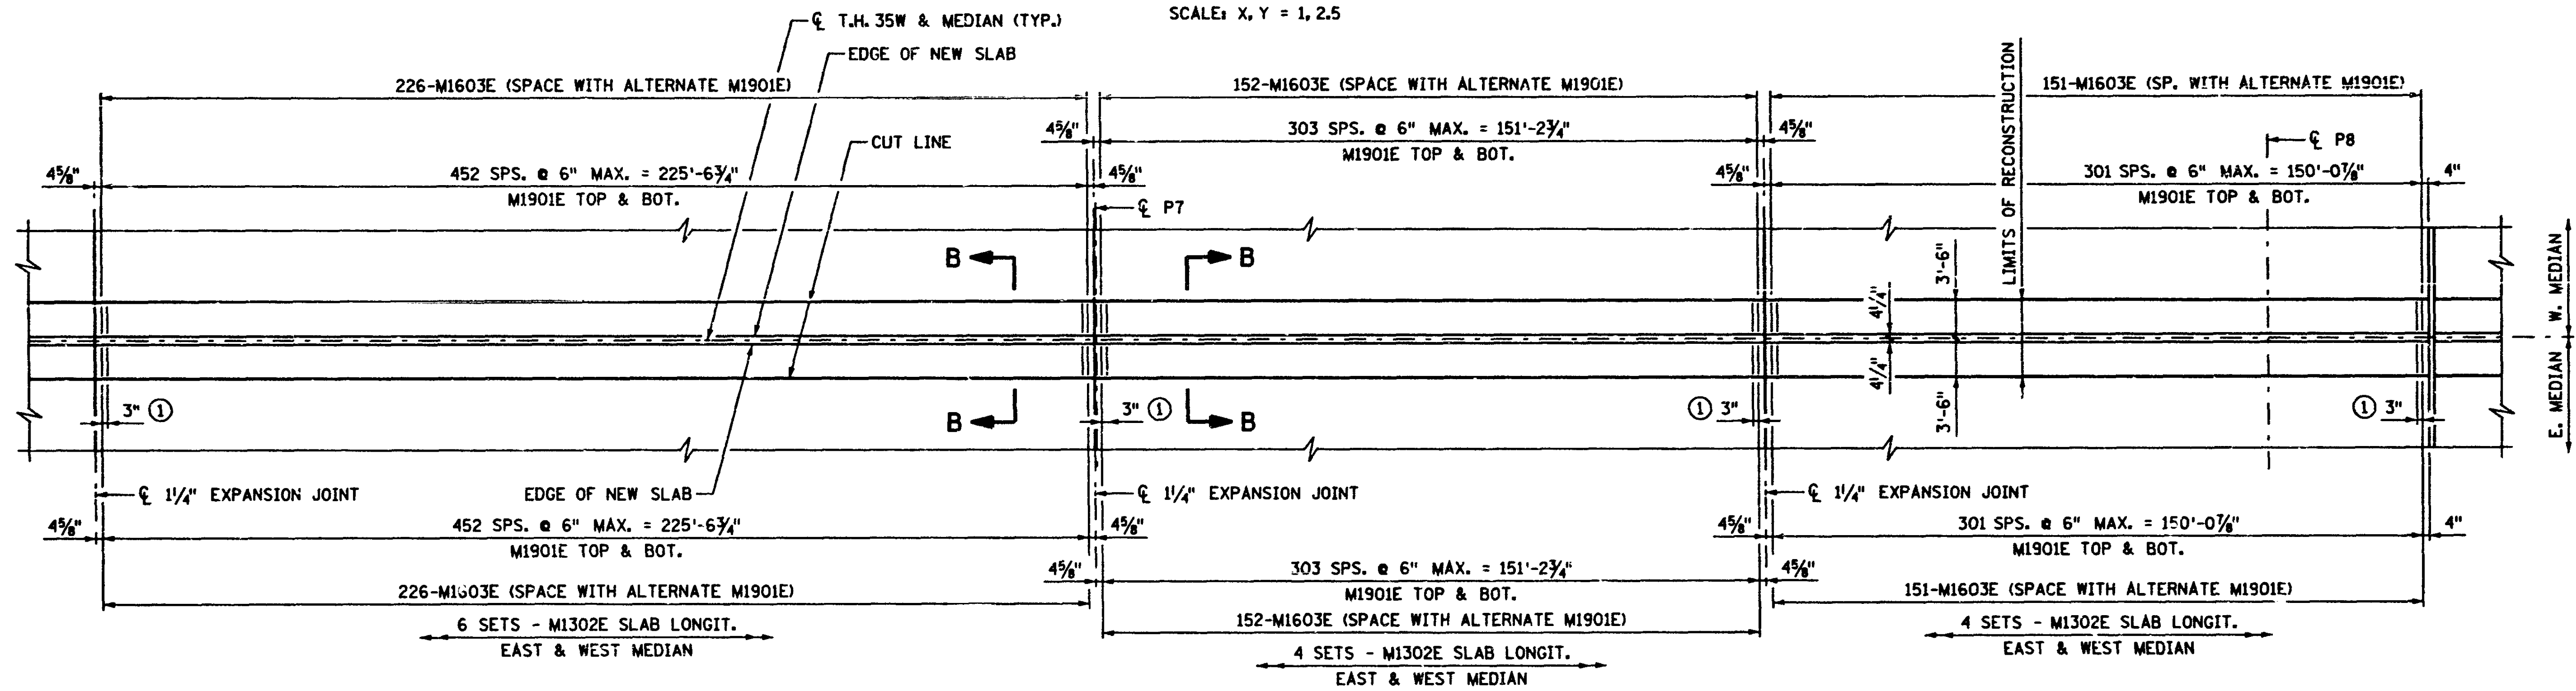 ℄ T.H. 35W & MEDIAN (TYP.)
SCALE: X, Y = 1, 2.5
EDGE OF NEW SLAB
226-M1603E (SPACE WITH ALTERNATE M1901E)
152-M1603E (SPACE WITH ALTERNATE M1901E)
151-M1603E (SP. WITH ALTERNATE M1901E)
LIMITS OF RECONSTRUCTION
CUT LINE
4⅝"
303 SPS. @ 6" MAX. = 151'-2¾"
4⅝"
M1901E TOP & BOT.
℄ P8
4⅝"
452 SPS. @ 6" MAX. = 225'-6¾"
4⅝"
M1901E TOP & BOT.
4⅝"
301 SPS. @ 6" MAX. = 150'-0⅞"
4"
M1901E TOP & BOT.
℄ P7
B
B
3'-6"
4¼"
W. MEDIAN
4¼"
3'-6"
E. MEDIAN
3" ①
B
3" ①
B
① 3"
① 3"
℄ 1¼" EXPANSION JOINT
EDGE OF NEW SLAB
℄ 1¼" EXPANSION JOINT
℄ 1¼" EXPANSION JOINT
4⅝"
452 SPS. @ 6" MAX. = 225'-6¾"
4⅝"
M1901E TOP & BOT.
4⅝"
301 SPS. @ 6" MAX. = 150'-0⅞"
4"
M1901E TOP & BOT.
4⅝"
303 SPS. @ 6" MAX. = 151'-2¾"
4⅝"
M1901E TOP & BOT.
226-M1603E (SPACE WITH ALTERNATE M1901E)
152-M1603E (SPACE WITH ALTERNATE M1901E)
151-M1603E (SPACE WITH ALTERNATE M1901E)
6 SETS - M1302E SLAB LONGIT.
EAST & WEST MEDIAN
4 SETS - M1302E SLAB LONGIT.
EAST & WEST MEDIAN
4 SETS - M1302E SLAB LONGIT.
EAST & WEST MEDIAN